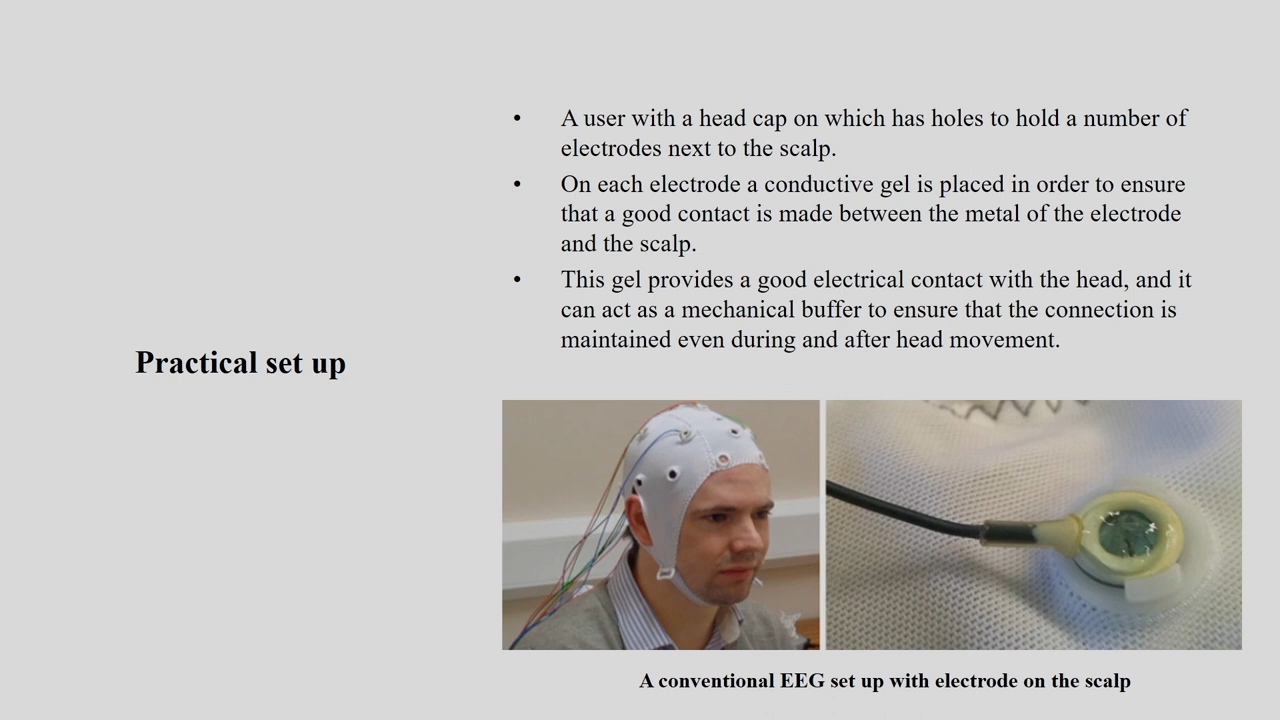 Practical set up
• A user with a head cap on which has holes to hold a number of
electrodes next to the scalp.
• On each electrode a conductive gel is placed in order to ensure
that a good contact is made between the metal of the electrode
and the scalp.
• This gel provides a good electrical contact with the head, and it
can act as a mechanical buffer to ensure that the connection is
maintained even during and after head movement.
A conventional EEG set up with electrode on the scalp